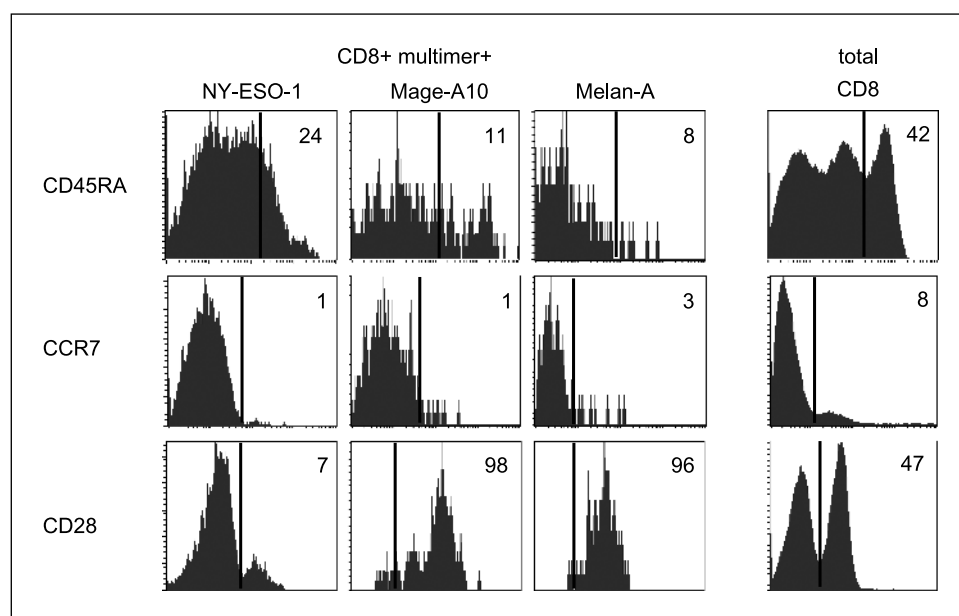 CD8+ multimer+ total
NY-ESO-1 Mage-A10 Melan-A CD8
CD45RA 24 11 8 42
CCR7 1 1 3 8
CD28 7 98 96 47